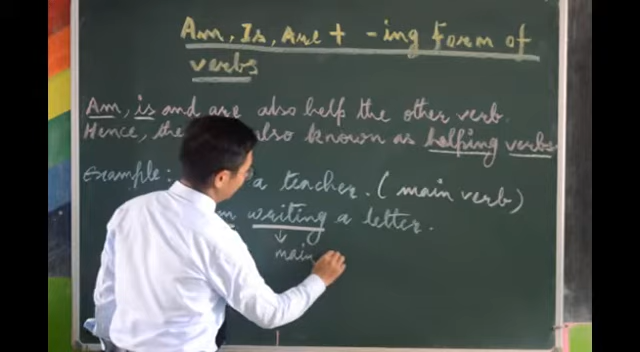 Am, Is, Are + -ing Form of
verbs
Am, is and are also help the other verb.
Hence, the also known as helping verbs
Example: a teacher. (main verb)
writing a letter.
↓
main